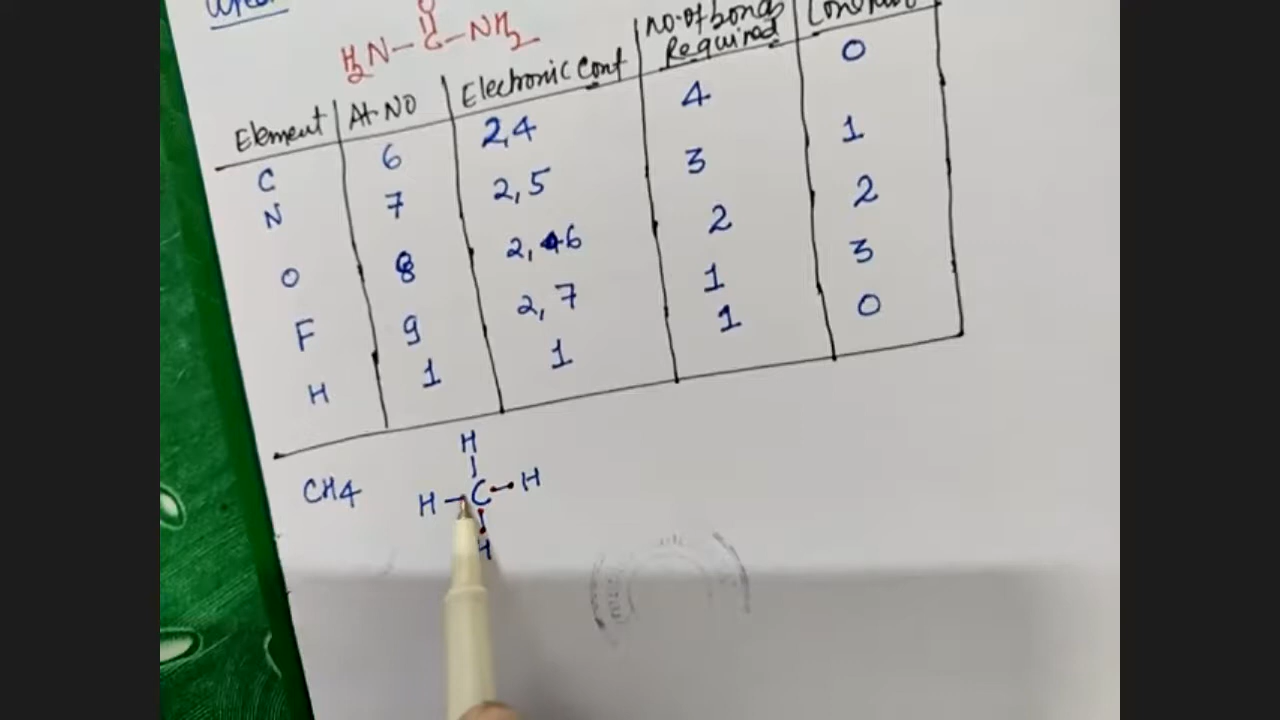 Urea
O
H2N-C-NH2
Element At.No Electronic Conf No.of bonds Required
C 6 2,4 4 0
N 7 2,5 3 1
O 8 2,6 2 2
F 9 2,7 1 3
H 1 1 1 0
H
CH4 H-C-H
H